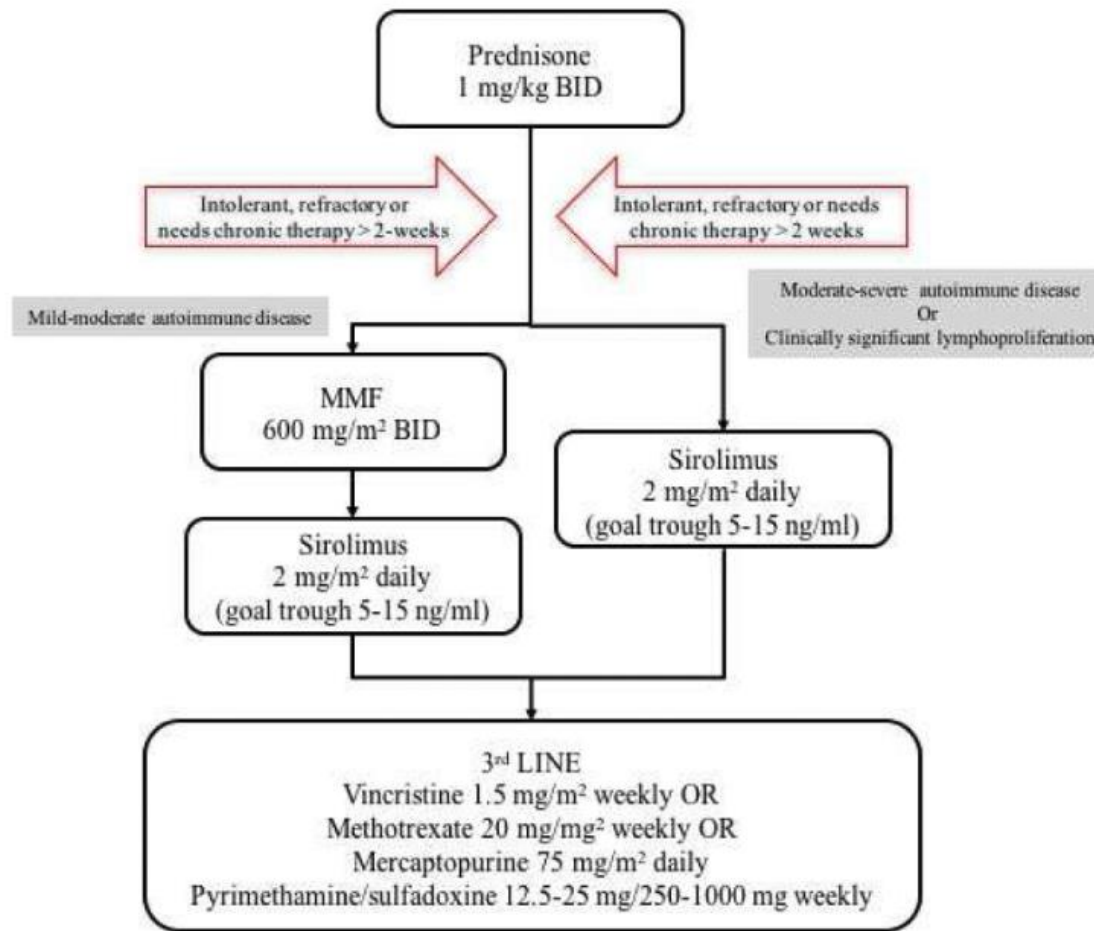 Prednisone
1 mg/kg BID
Intolerant, refractory or
needs chronic therapy > 2-weeks
Intolerant, refractory or needs
chronic therapy > 2 weeks
Mild-moderate autoimmune disease
Moderate-severe autoimmune disease
Or
Clinically significant lymphoproliferation
MMF
600 mg/m² BID
Sirolimus
2 mg/m² daily
(goal trough 5-15 ng/ml)
Sirolimus
2 mg/m² daily
(goal trough 5-15 ng/ml)
3ʳᵈ LINE
Vincristine 1.5 mg/m² weekly OR
Methotrexate 20 mg/mg² weekly OR
Mercaptopurine 75 mg/m² daily
Pyrimethamine/sulfadoxine 12.5-25 mg/250-1000 mg weekly